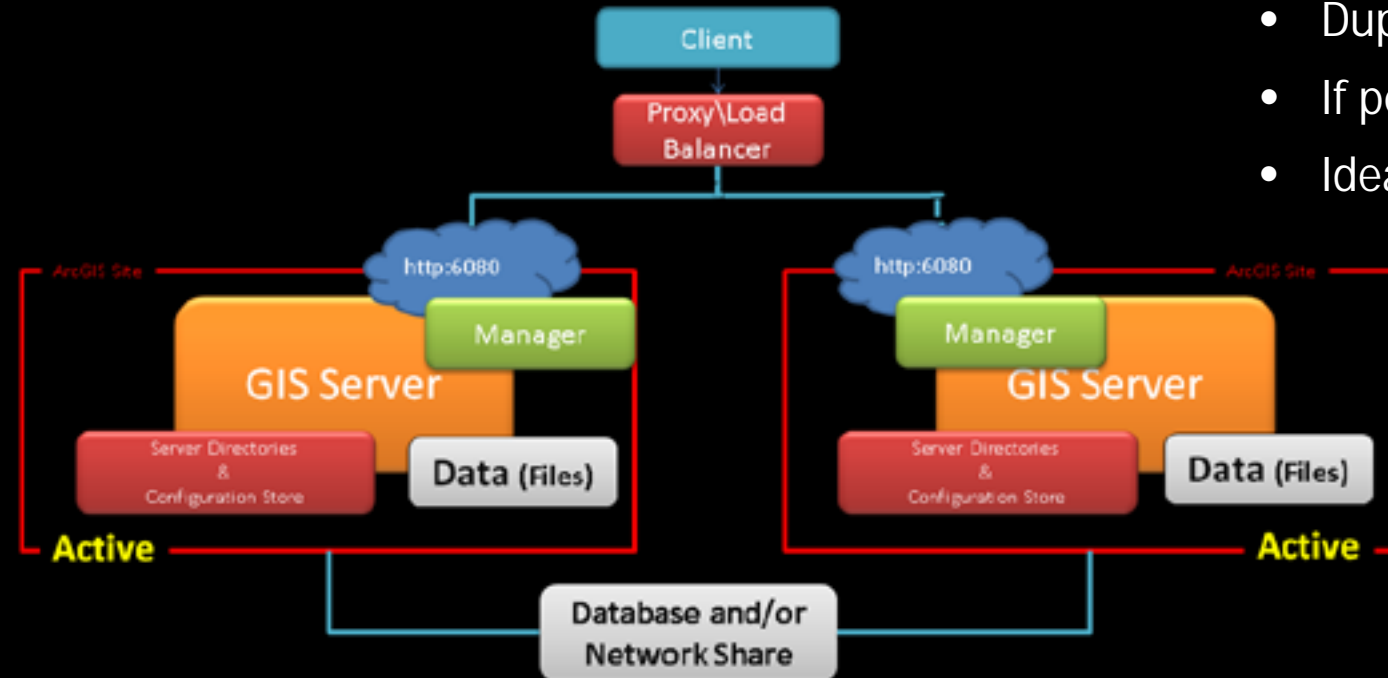 Client
Proxy\Load
Balancer
http:6080
http:6080
ArcGIS Site
ArcGIS Site
Manager
Manager
GIS Server
GIS Server
Server Directories
&
Configuration Store
Data (Files)
Server Directories
&
Configuration Store
Data (Files)
Active
Active
Database and/or
Network Share
• 
• If
•